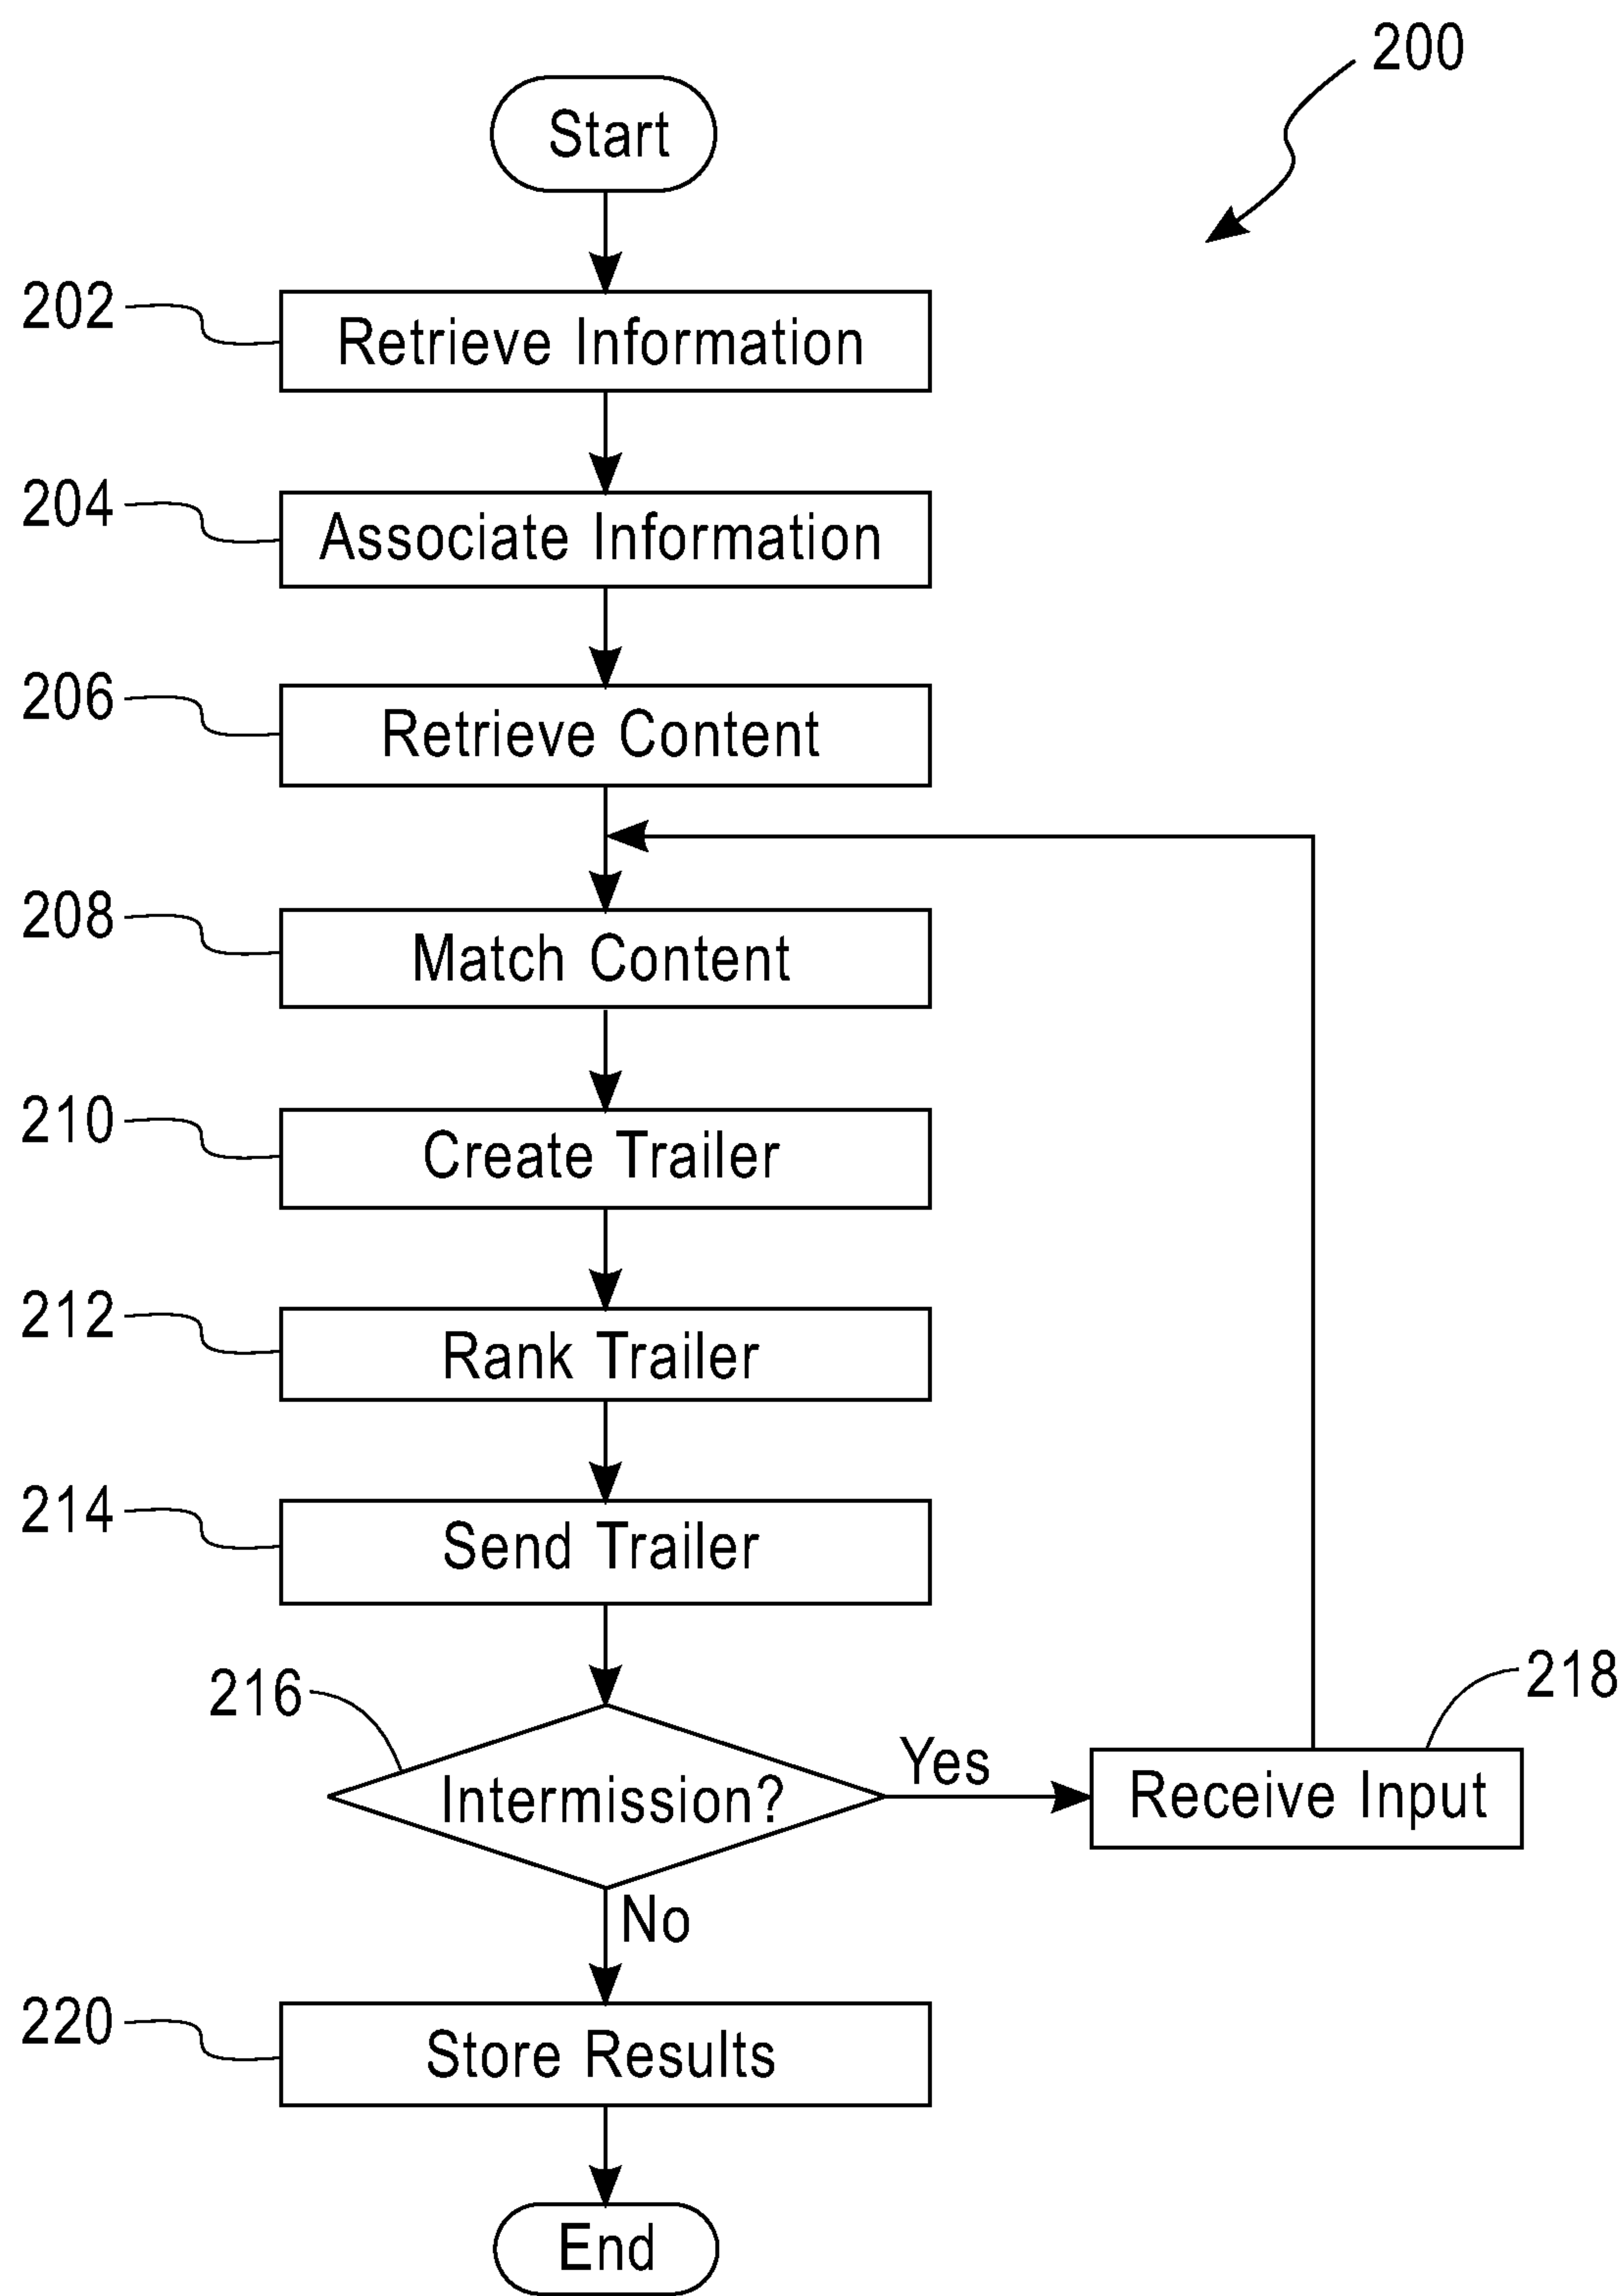 200
Start
202
Retrieve Information
204
Associate Information
206
Retrieve Content
208
Match Content
210
Create Trailer
212
Rank Trailer
214
Send Trailer
216
Intermission?
Yes
218
Receive Input
No
220
Store Results
End